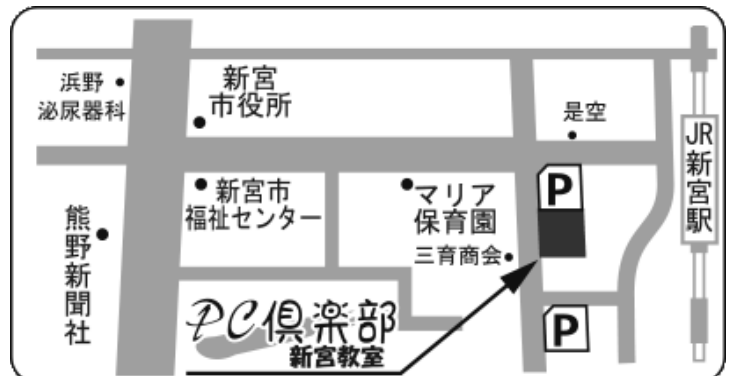 浜野
泌尿器科
新宮
市役所
是空
JR新宮駅
新宮市
福祉センター
マリア
保育園
三育商会
P
熊野新聞社
PC倶楽部
新宮教室
P